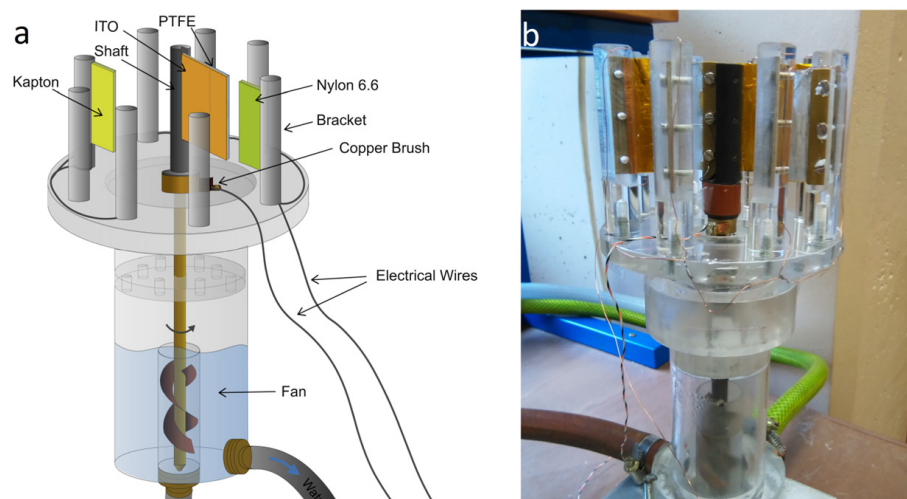 a
PTFE
ITO
Shaft
Kapton
Nylon 6.6
Bracket
Copper Brush
Electrical Wires
Fan
b